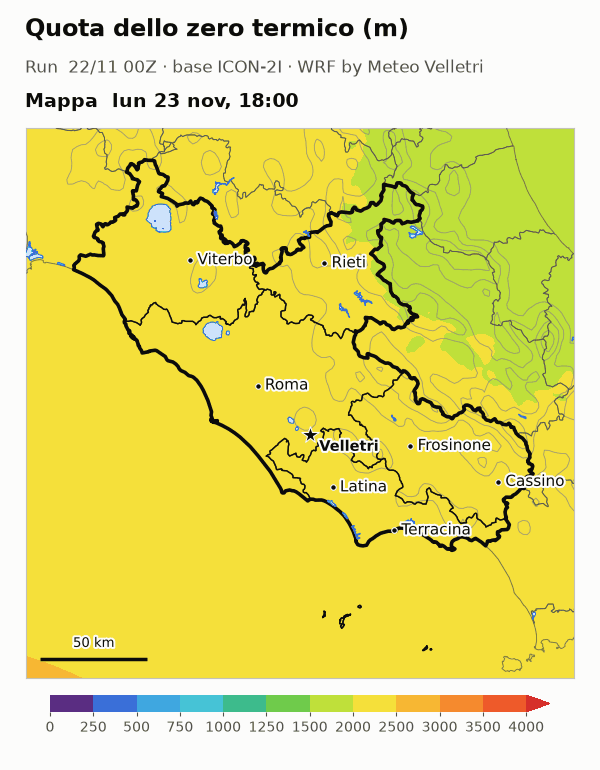 Quota dello zero termico (m)
Run  22/11 00Z · base ICON-2I · WRF by Meteo Velletri
Mappa  lun 23 nov, 18:00
Viterbo
Rieti
Roma
Velletri
Frosinone
Latina
Cassino
Terracina
50 km
0 250 500 750 1000 1250 1500 2000 2500 3000 3500 4000